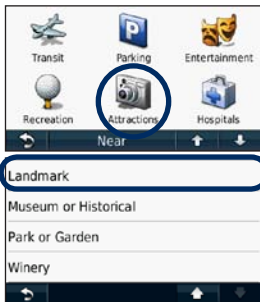 Transit Parking Entertainment
P
Recreation Attractions Hospitals
Near
Landmark
Museum or Historical
Park or Garden
Winery